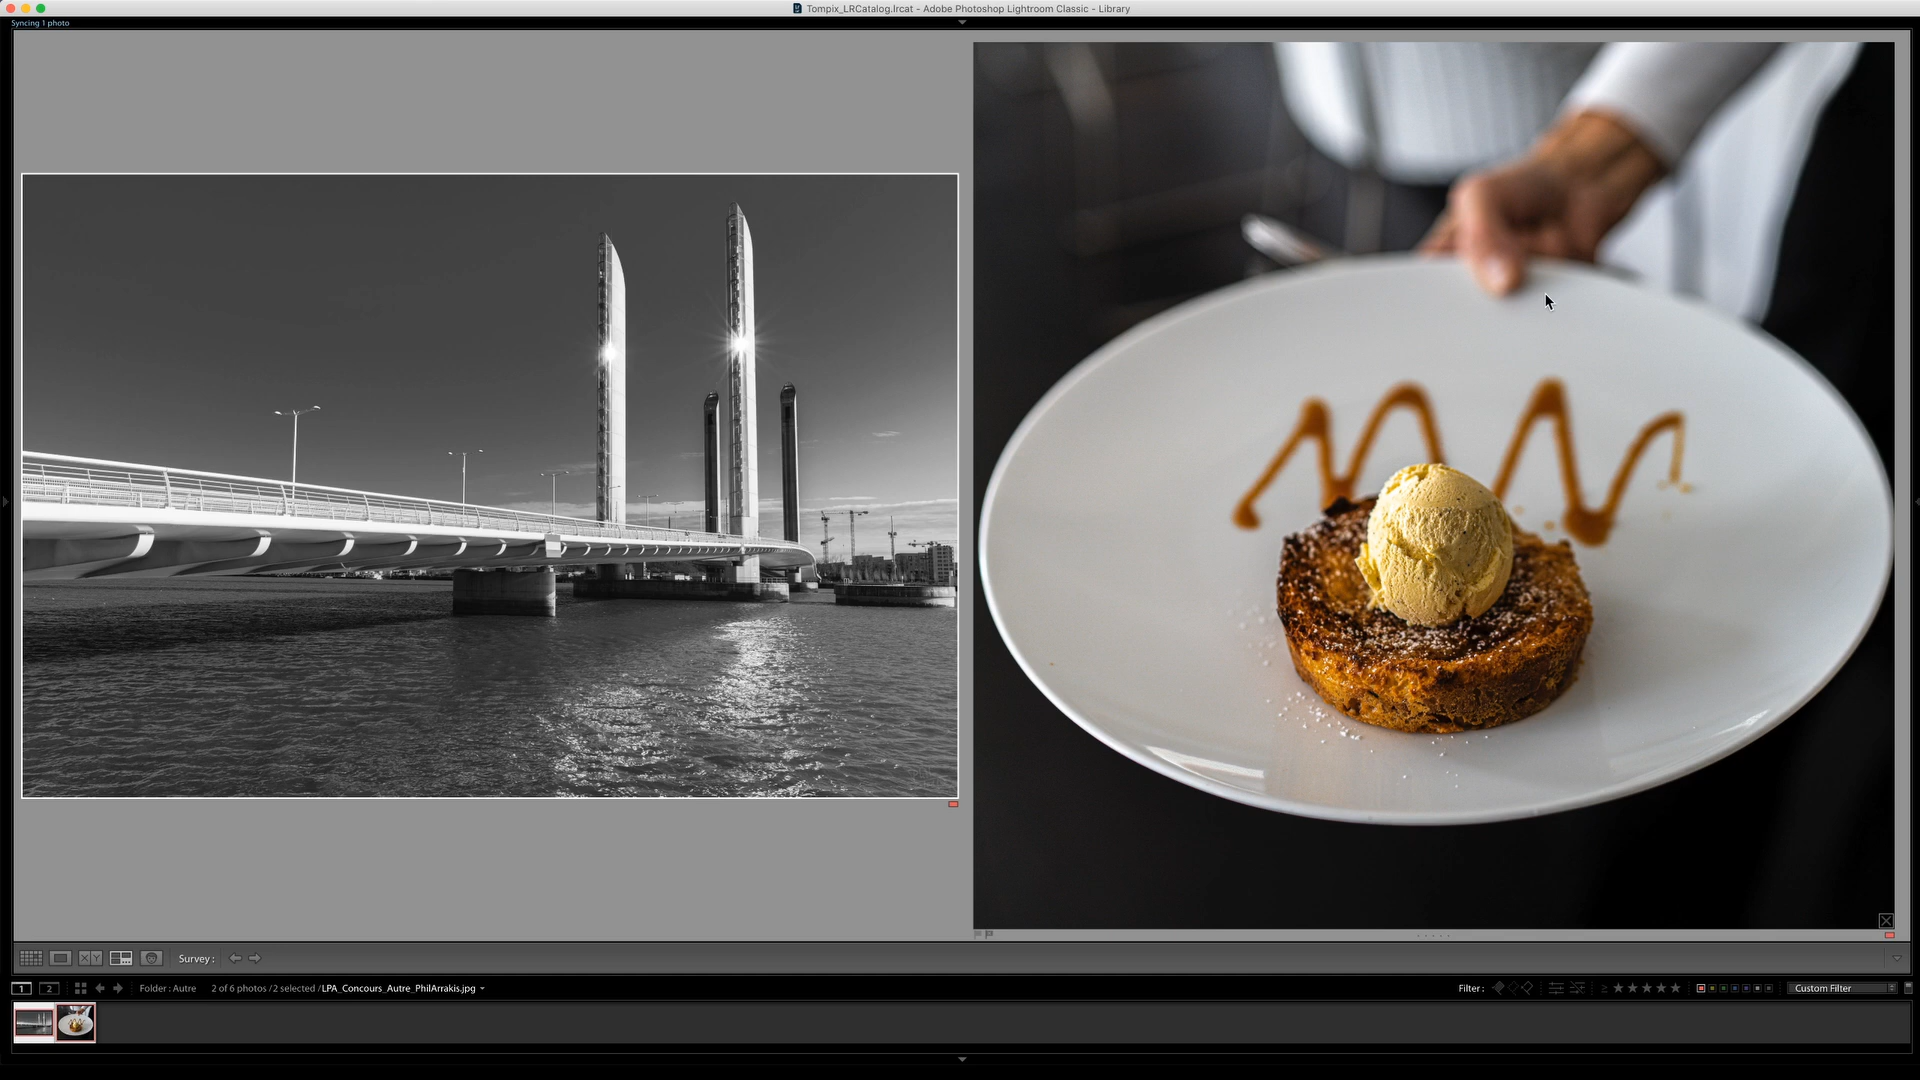 Tompix_LRCatalog.lrcat - Adobe Photoshop Lightroom Classic - Library
Syncing 1 photo
XY Survey :
1 2 Folder : Autre 2 of 6 photos /2 selected /LPA_Concours_Autre_PhilArrakis.jpg Filter : ≥ ★★★★★ Custom Filter